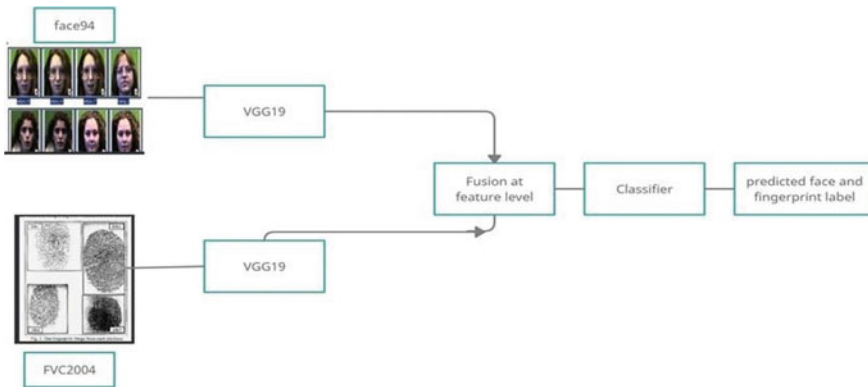 face94
VGG19
Fusion at
feature level
Classifier
predicted face and
fingerprint label
VGG19
FVC2004